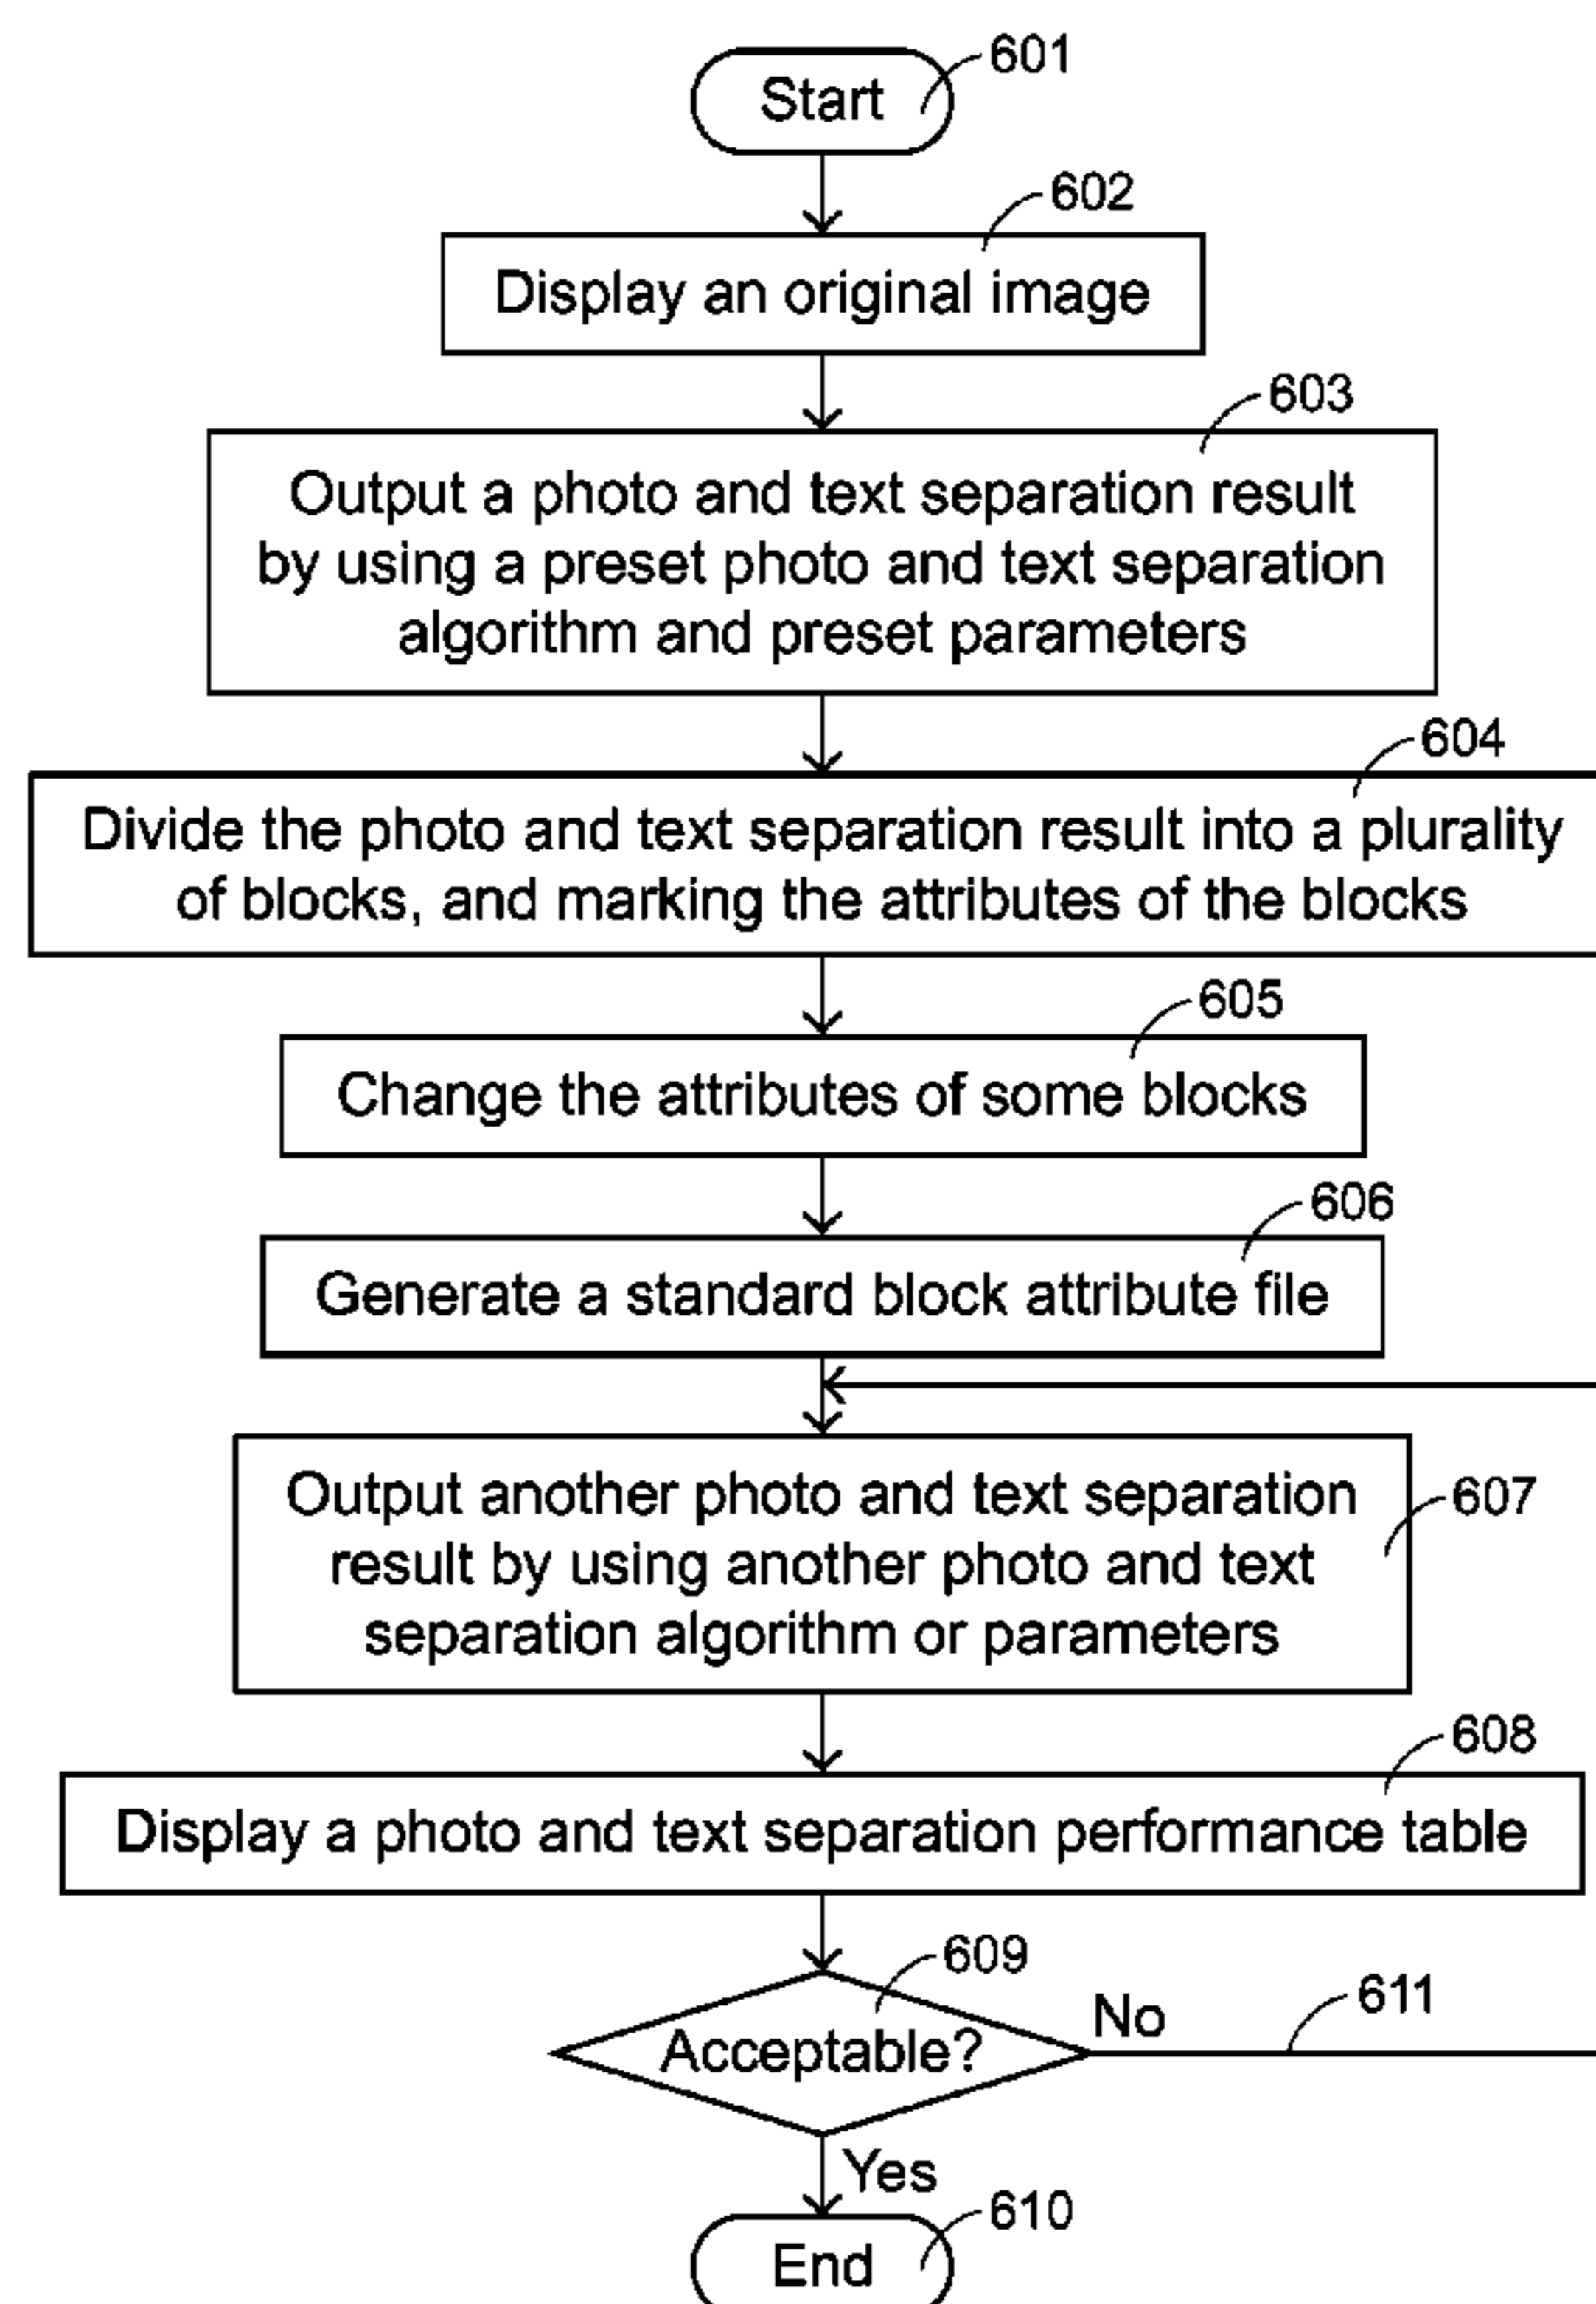 601
Start
602
Display an original image
603
Output a photo and text separation result
by using a preset photo and text separation
algorithm and preset parameters
604
Divide the photo and text separation result into a plurality
of blocks, and marking the attributes of the blocks
605
Change the attributes of some blocks
606
Generate a standard block attribute file
Output another photo and text separation
result by using another photo and text
separation algorithm or parameters
607
608
Display a photo and text separation performance table
609
Acceptable?
No
611
Yes
610
End